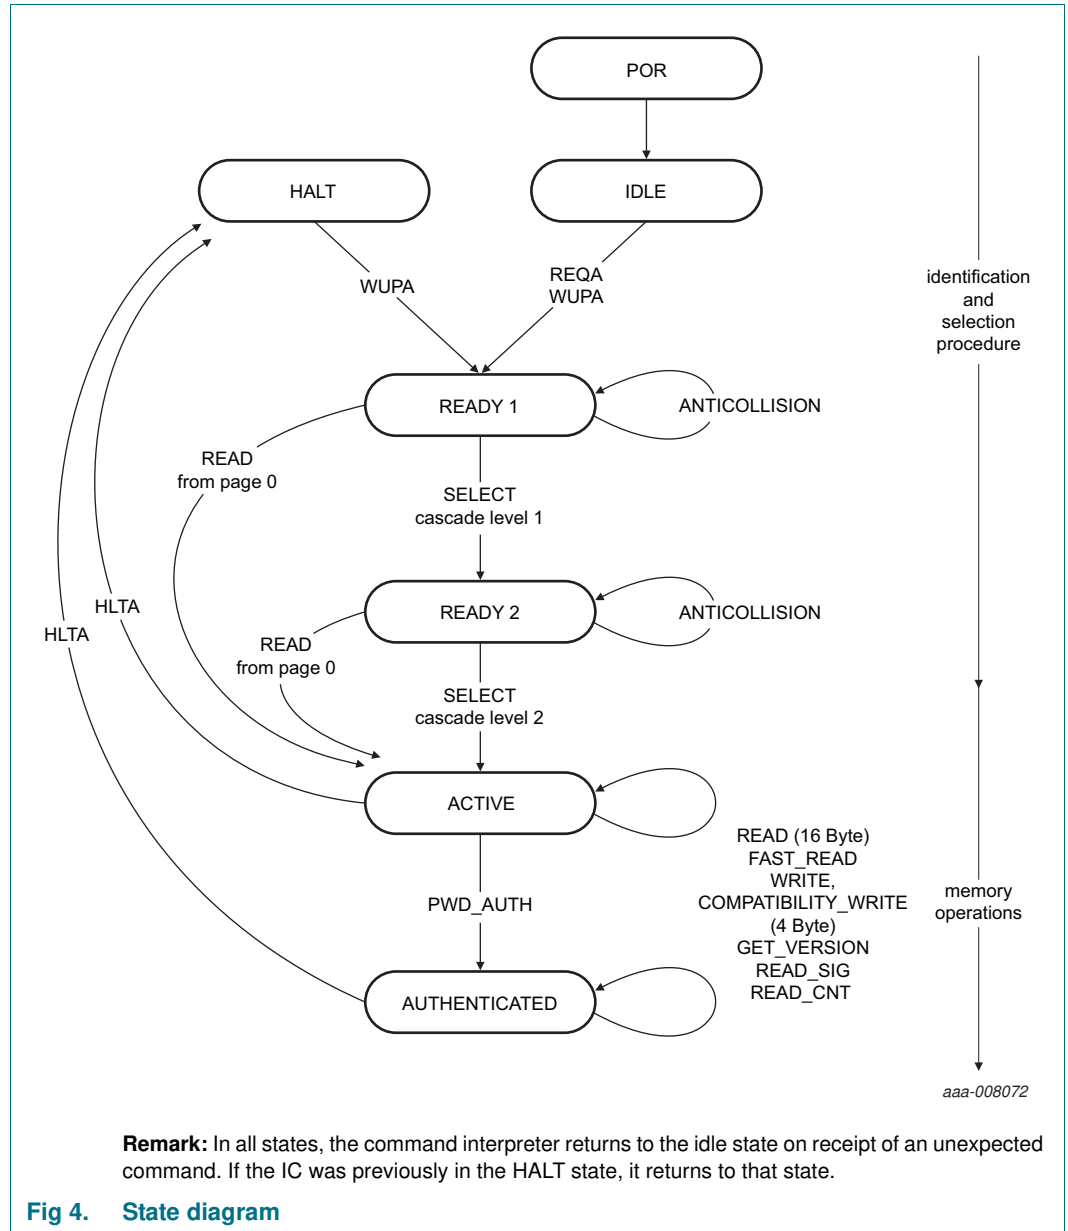 POR
HALT
IDLE
WUPA
REQA
WUPA
identification
and
selection
procedure
READY 1
ANTICOLLISION
READ
from page 0
SELECT
cascade level 1
HLTA
HLTA
READY 2
ANTICOLLISION
READ
from page 0
SELECT
cascade level 2
ACTIVE
READ (16 Byte)
FAST_READ
WRITE,
COMPATIBILITY_WRITE
(4 Byte)
GET_VERSION
READ_SIG
READ_CNT
memory
operations
PWD_AUTH
AUTHENTICATED
aaa-008072
Remark: In all states, the command interpreter returns to the idle state on receipt of an unexpected
command. If the IC was previously in the HALT state, it returns to that state.
Fig 4. State diagram